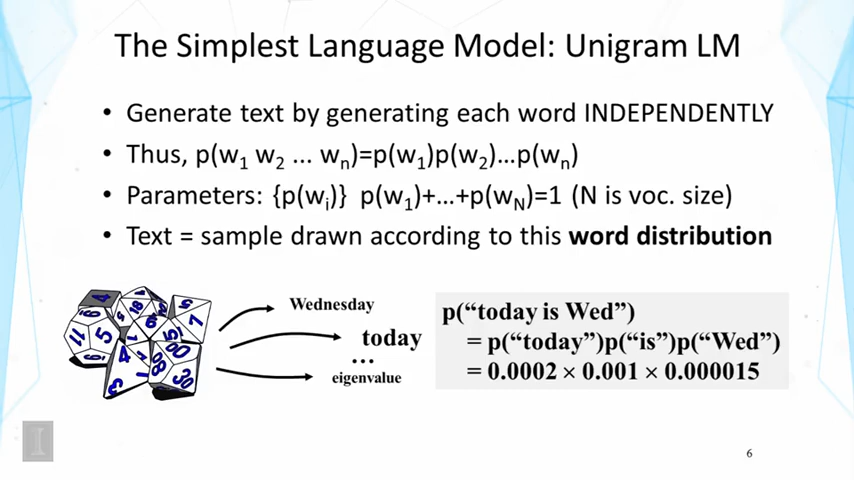 The Simplest Language Model: Unigram LM
• Generate text by generating each word INDEPENDENTLY
• Thus, p(w₁ w₂ ... wₙ)=p(w₁)p(w₂)...p(wₙ)
• Parameters: {p(wᵢ)} p(w₁)+...+p(w_N)=1 (N is voc. size)
• Text = sample drawn according to this word distribution
Wednesday
today
...
eigenvalue
p(“today is Wed”)
= p(“today”)p(“is”)p(“Wed”)
= 0.0002 × 0.001 × 0.000015
6